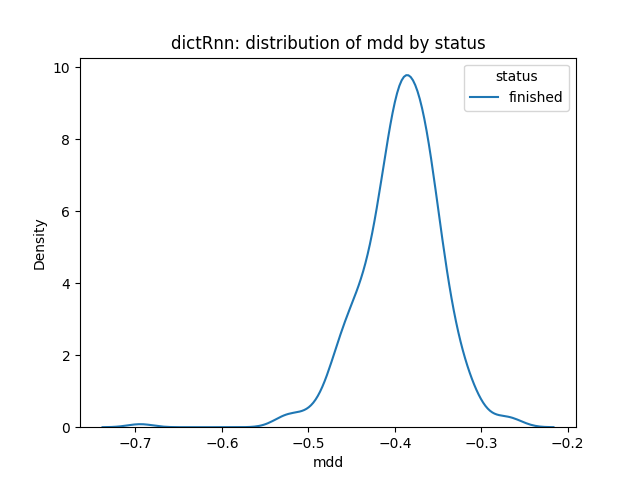 dictRnn: distribution of mdd by status
status
finished
Density
10
8
6
4
2
0
−0.7
−0.6
−0.5
−0.4
−0.3
−0.2
mdd